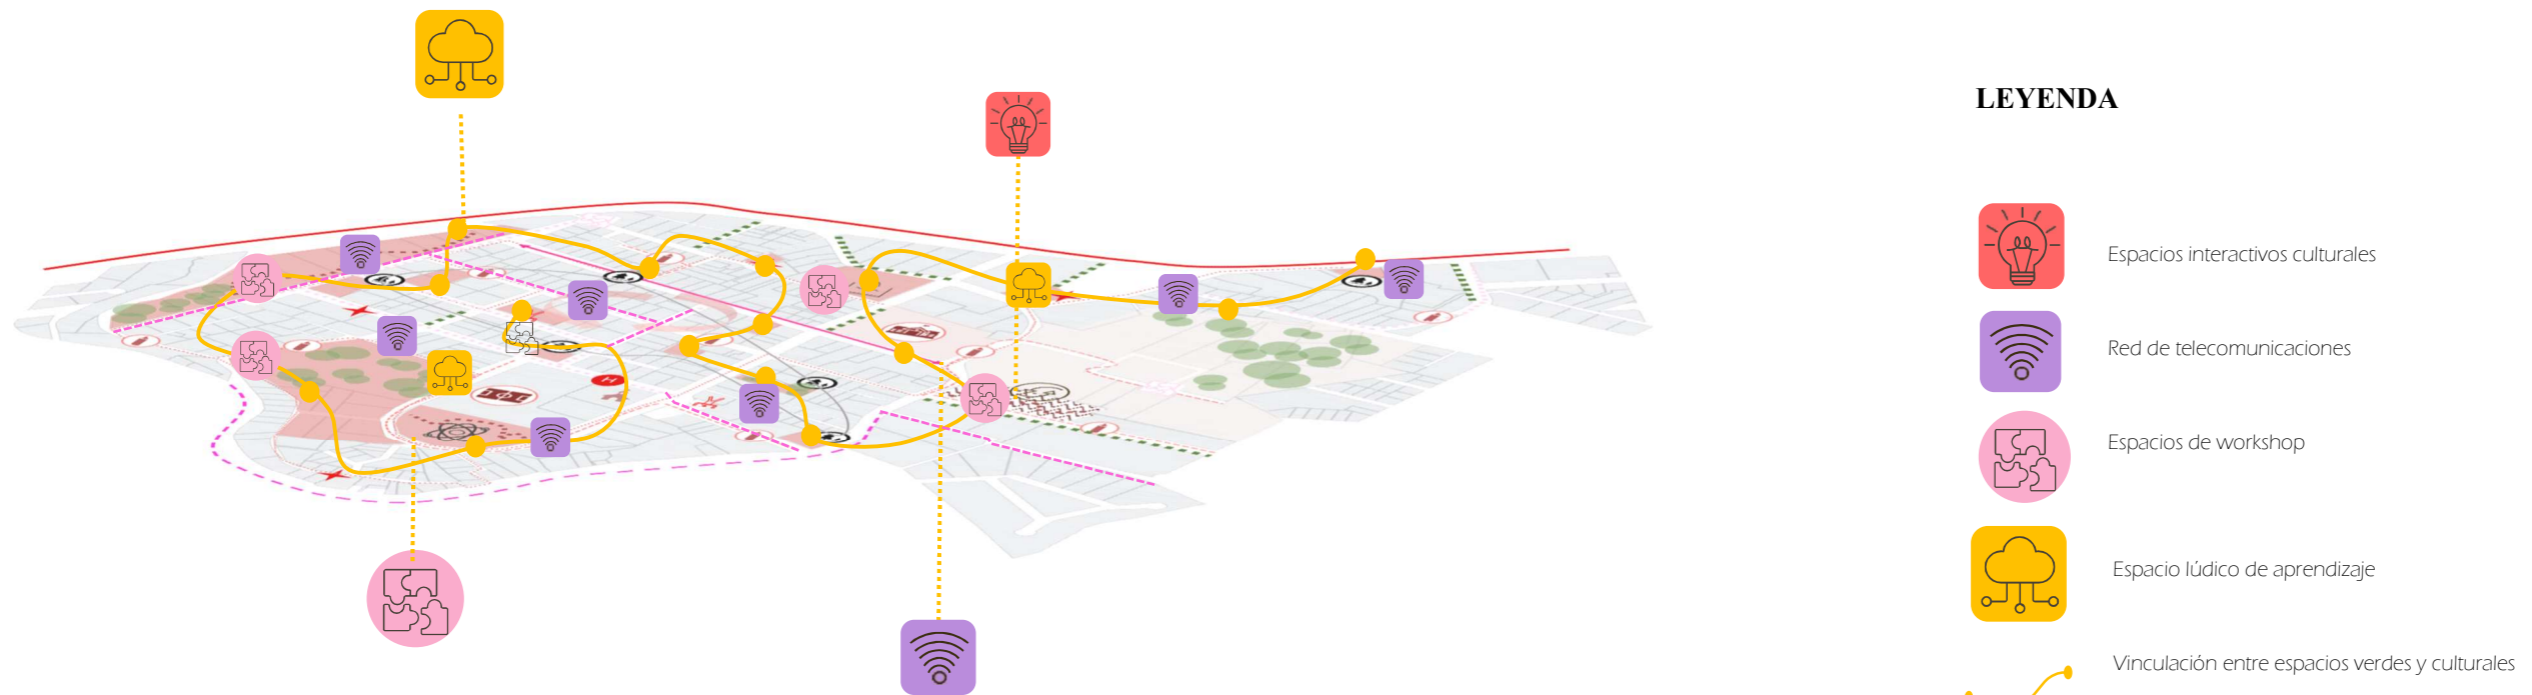 LEYENDA
Espacios interactivos culturales
Red de telecomunicaciones
Espacios de workshop
Espacio lúdico de aprendizaje
Vinculación entre espacios verdes y culturales
H